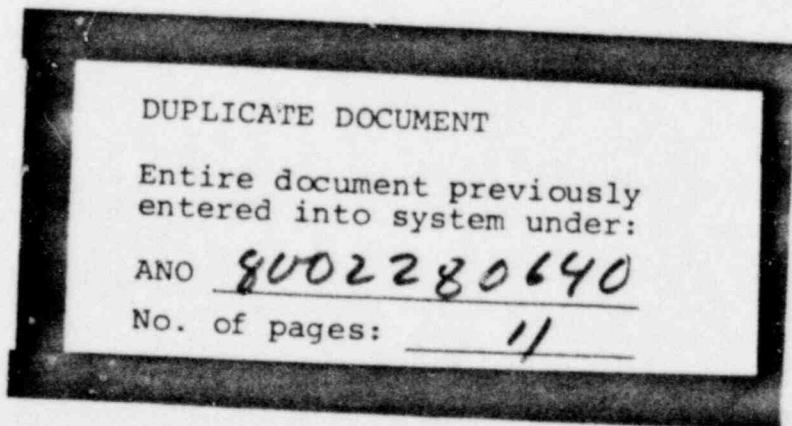 DUPLICATE DOCUMENT
Entire document previously
entered into system under:
ANO 8002280640
No. of pages: 11